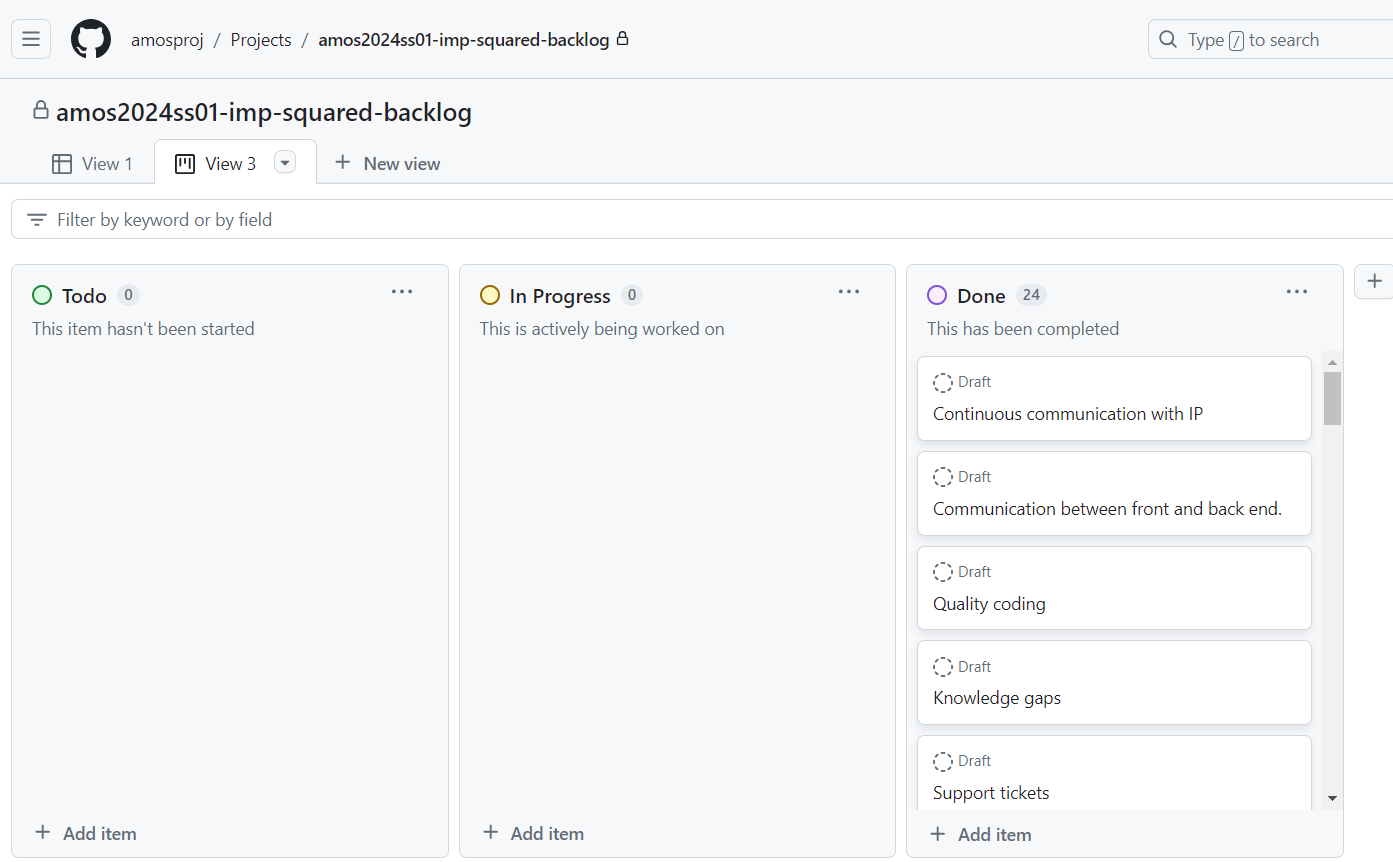 amosproj / Projects / amos2024ss01-imp-squared-backlog
Type / to search
amos2024ss01-imp-squared-backlog
View 1
View 3
New view
Filter by keyword or by field
Todo 0
This item hasn't been started
Add item
In Progress 0
This is actively being worked on
Add item
Done 24
This has been completed
Draft
Continuous communication with IP
Draft
Communication between front and back end.
Draft
Quality coding
Draft
Knowledge gaps
Draft
Support tickets
Add item